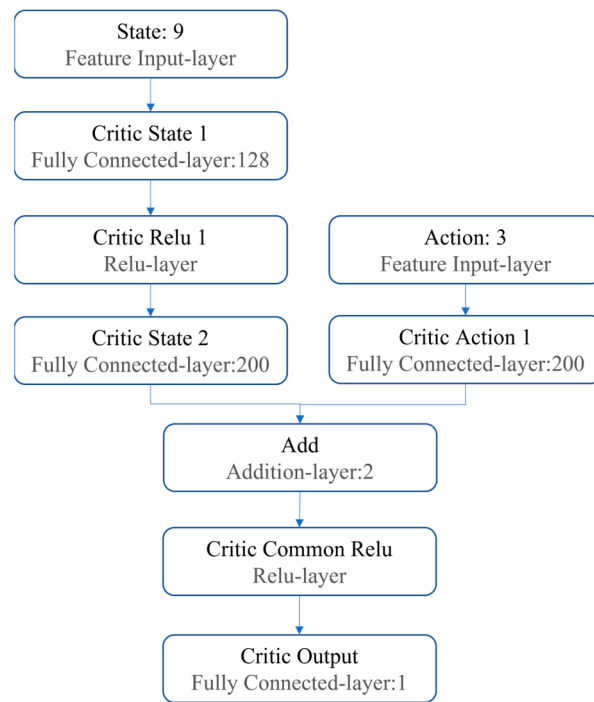 State: 9
Feature Input-layer
Critic State 1
Fully Connected-layer:128
Critic Relu 1
Relu-layer
Action: 3
Feature Input-layer
Critic State 2
Fully Connected-layer:200
Critic Action 1
Fully Connected-layer:200
Add
Addition-layer:2
Critic Common Relu
Relu-layer
Critic Output
Fully Connected-layer:1